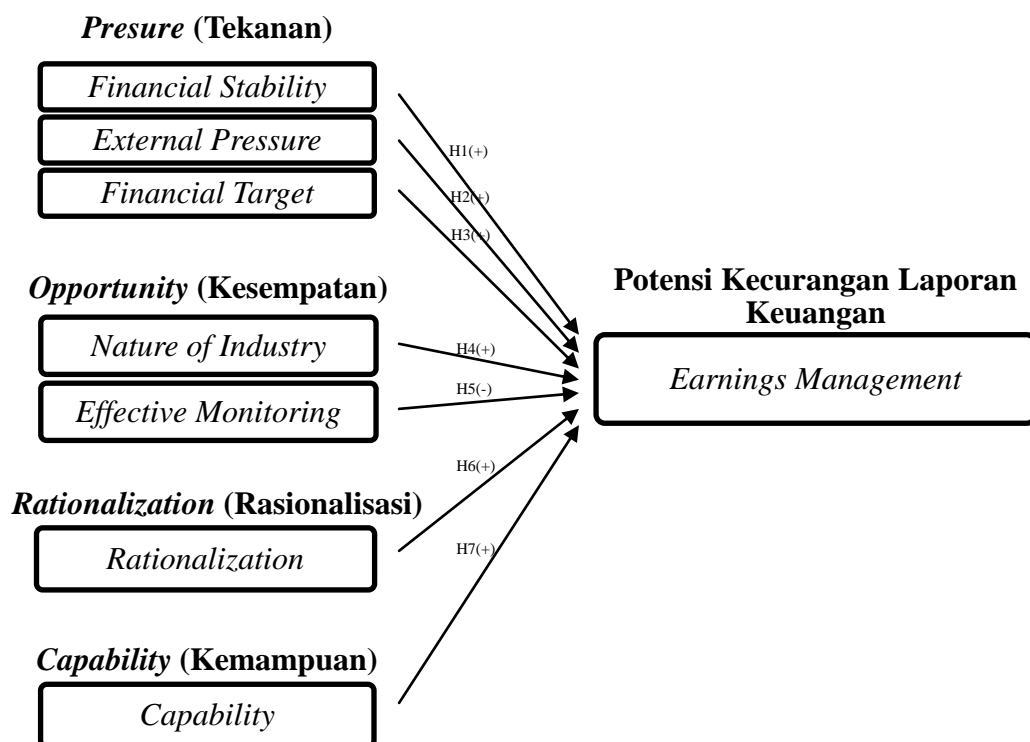 Presure (Tekanan)
Financial Stability
External Pressure
Financial Target
H1(+)
H2(+)
H3(+)
Opportunity (Kesempatan)
Nature of Industry
Effective Monitoring
H4(+)
H5(-)
Potensi Kecurangan Laporan
Keuangan
Earnings Management
Rationalization (Rasionalisasi)
Rationalization
H6(+)
H7(+)
Capability (Kemampuan)
Capability